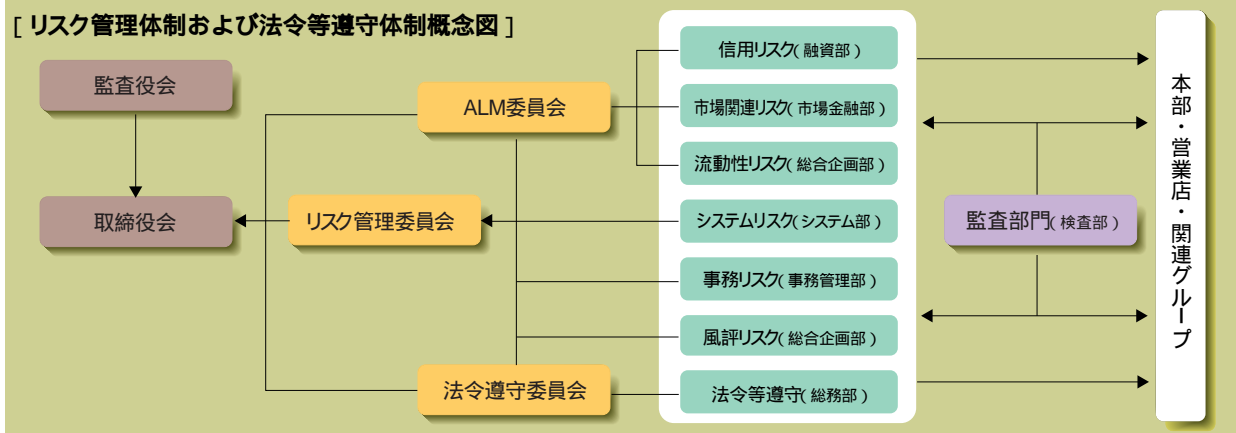 [ リスク管理体制および法令等遵守体制概念図 ]
監査役会
取締役会
ALM委員会
リスク管理委員会
法令遵守委員会
信用リスク( 融資部 )
市場関連リスク( 市場金融部 )
流動性リスク( 総合企画部 )
システムリスク( システム部 )
事務リスク( 事務管理部 )
風評リスク( 総合企画部 )
法令等遵守( 総務部 )
監査部門( 検査部 )
本部・営業店・関連グループ